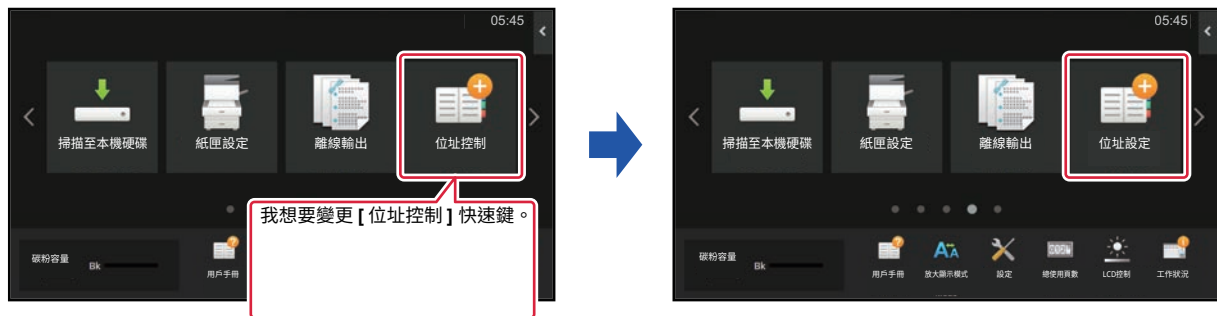 05:45
掃描至本機硬碟
紙匣設定
離線輸出
位址控制
我想要變更 [ 位址控制 ] 快速鍵。
碳粉容量
Bk
用戶手冊
05:45
掃描至本機硬碟
紙匣設定
離線輸出
位址設定
碳粉容量
Bk
用戶手冊
放大顯示模式
設定
總使用頁數
LCD控制
工作狀況